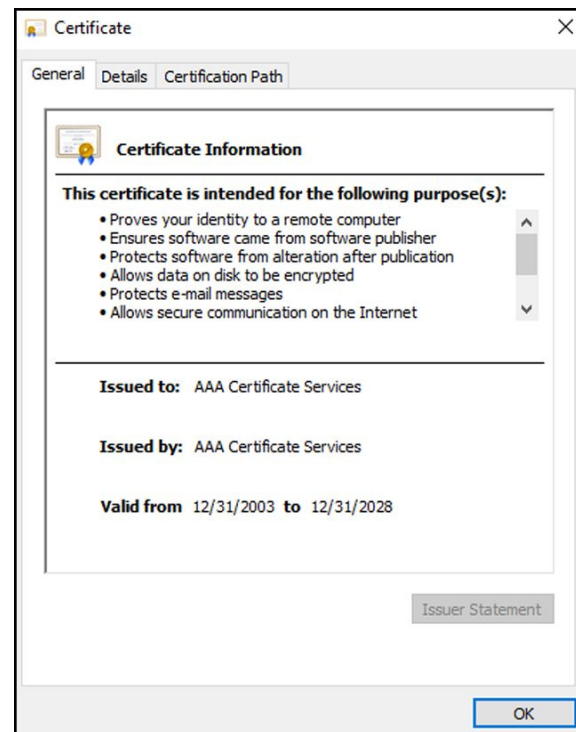 Certificate
General Details Certification Path
Certificate Information
This certificate is intended for the following purpose(s):
• Proves your identity to a remote computer
• Ensures software came from software publisher
• Protects software from alteration after publication
• Allows data on disk to be encrypted
• Protects e-mail messages
• Allows secure communication on the Internet
Issued to: AAA Certificate Services
Issued by: AAA Certificate Services
Valid from 12/31/2003 to 12/31/2028
Issuer Statement
OK